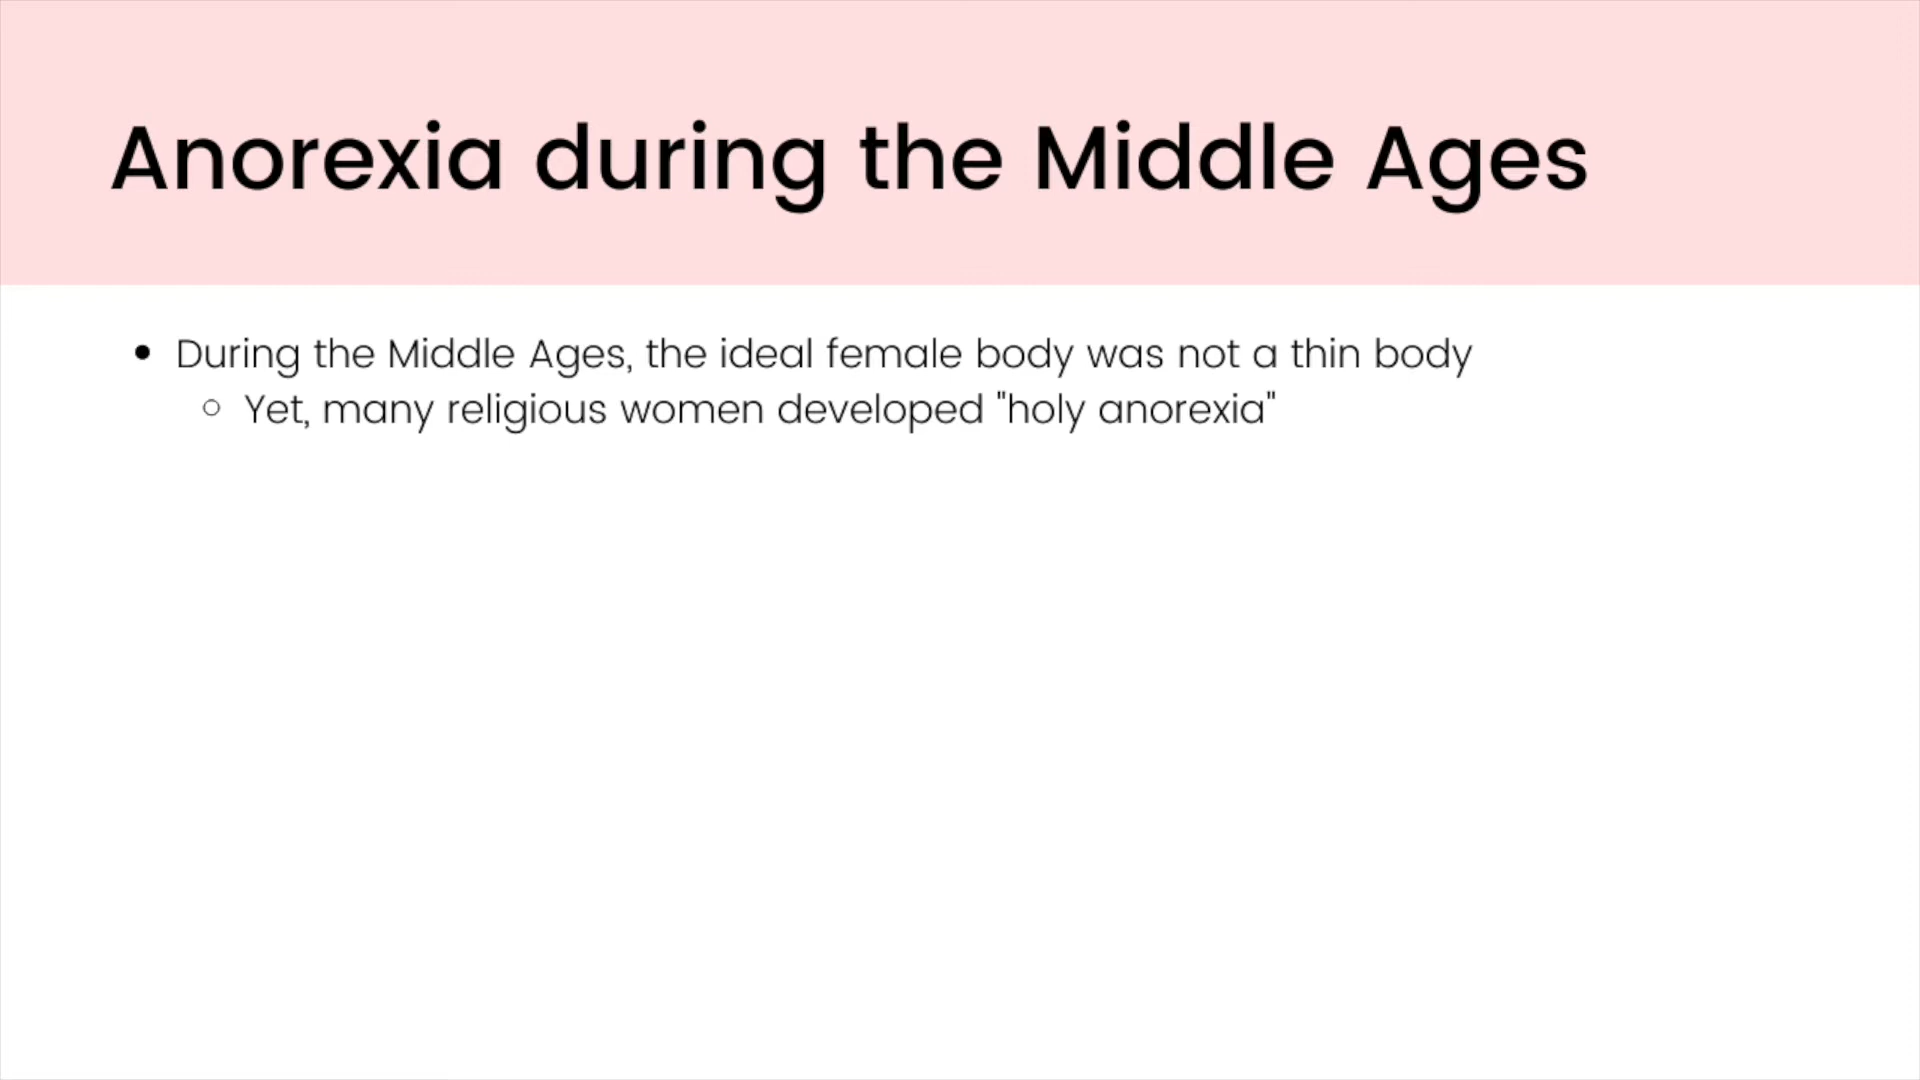 Anorexia during the Middle Ages
• During the Middle Ages, the ideal female body was not a thin body
○ Yet, many religious women developed "holy anorexia"